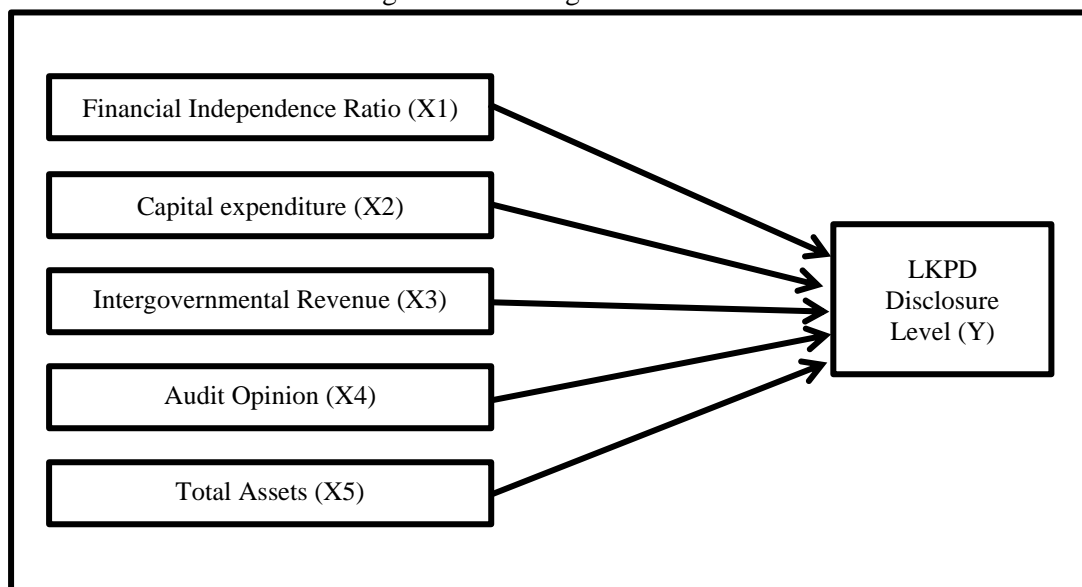 Financial Independence Ratio (X1)
Capital expenditure (X2)
Intergovernmental Revenue (X3)
Audit Opinion (X4)
Total Assets (X5)
LKPD
Disclosure
Level (Y)